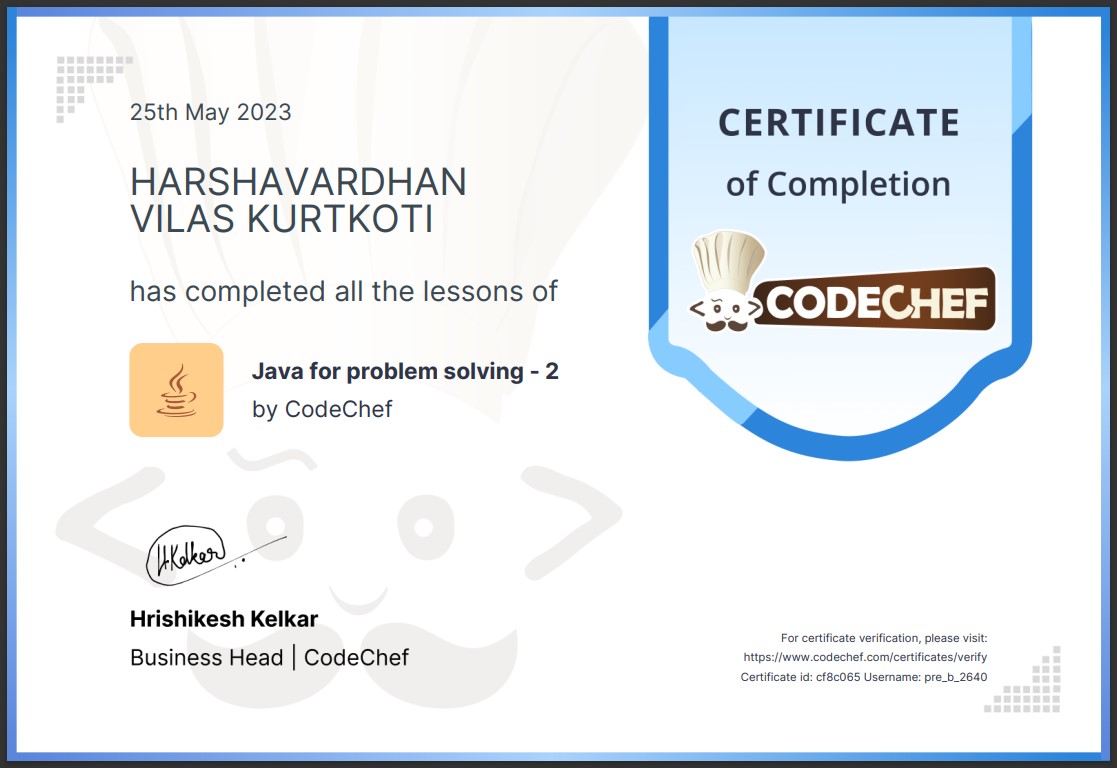 25th May 2023
HARSHAVARDHAN
VILAS KURTKOTI
has completed all the lessons of
Java for problem solving - 2
by CodeChef
H.Kelkar
Hrishikesh Kelkar
Business Head | CodeChef
CERTIFICATE
of Completion
CODECHEF
For certificate verification, please visit:
https://www.codechef.com/certificates/verify
Certificate id: cf8c065 Username: pre_b_2640